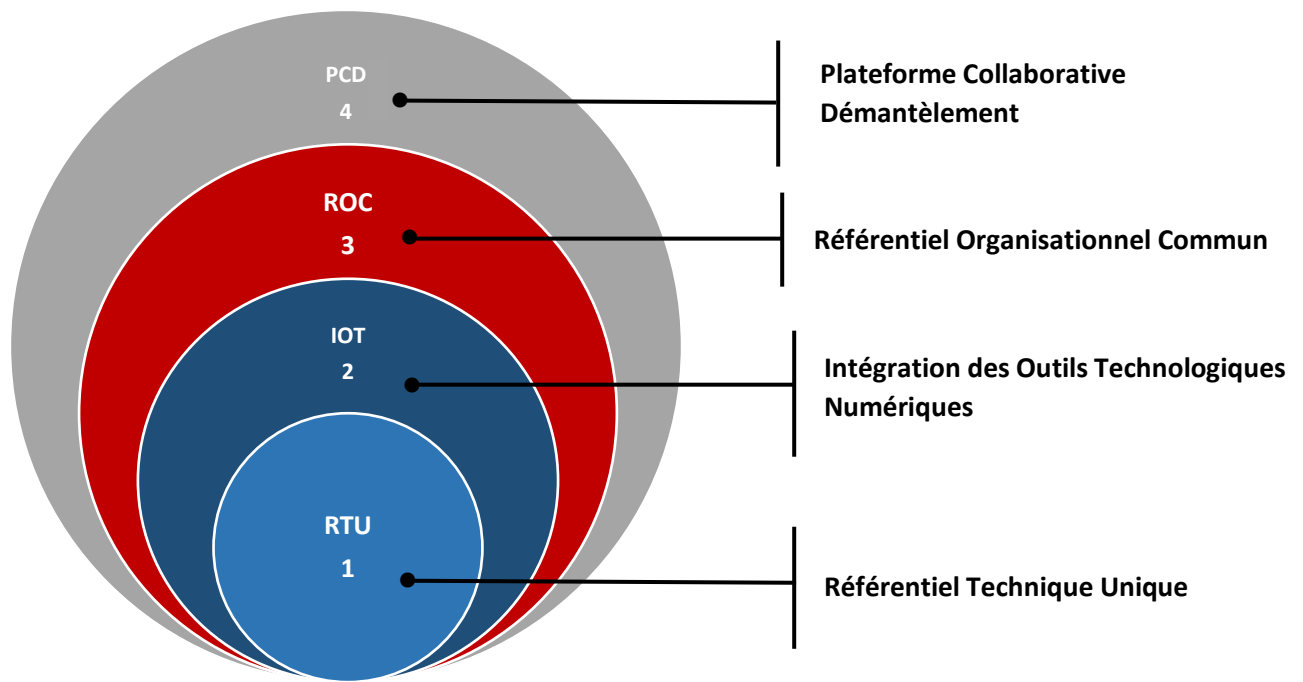 PCD
4
Plateforme Collaborative
Démantèlement
ROC
3
Référentiel Organisationnel Commun
IOT
2
Intégration des Outils Technologiques
Numériques
RTU
1
Référentiel Technique Unique